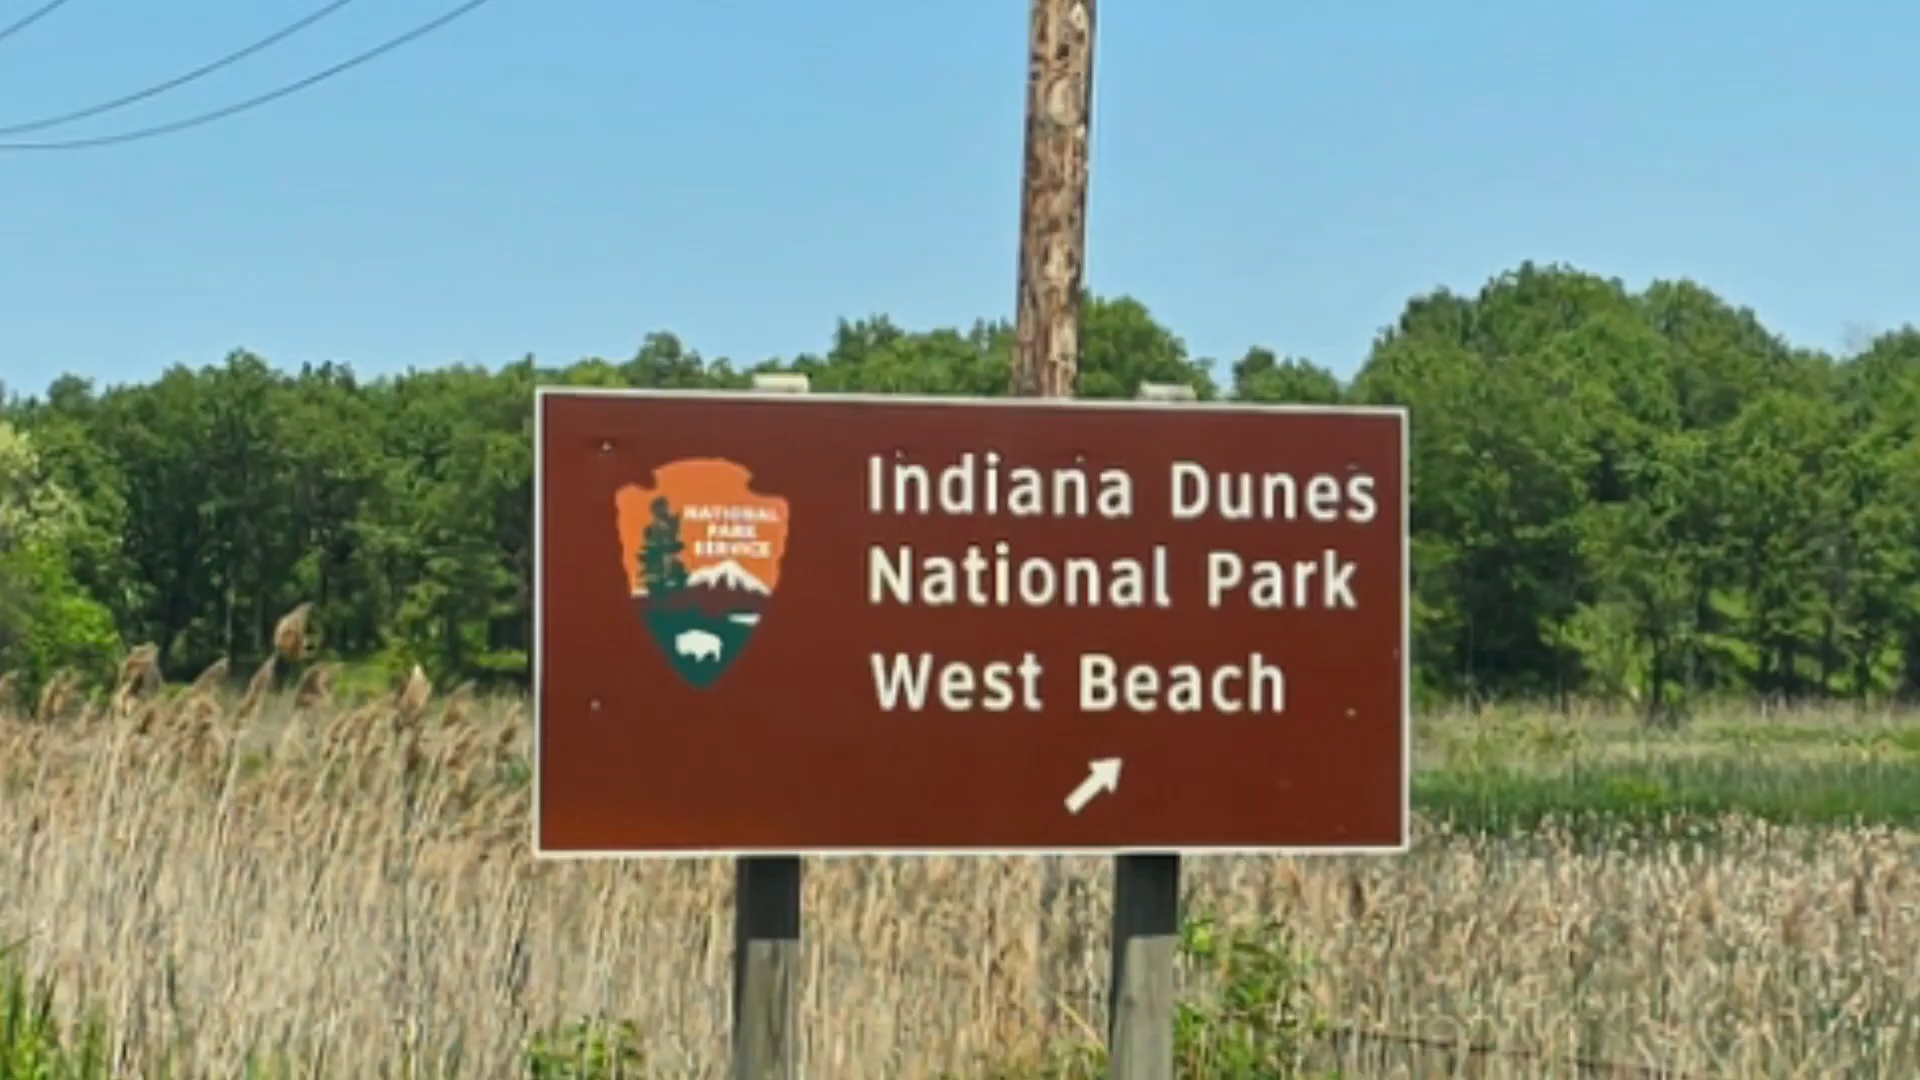 NATIONAL
PARK
SERVICE
Indiana Dunes
National Park
West Beach